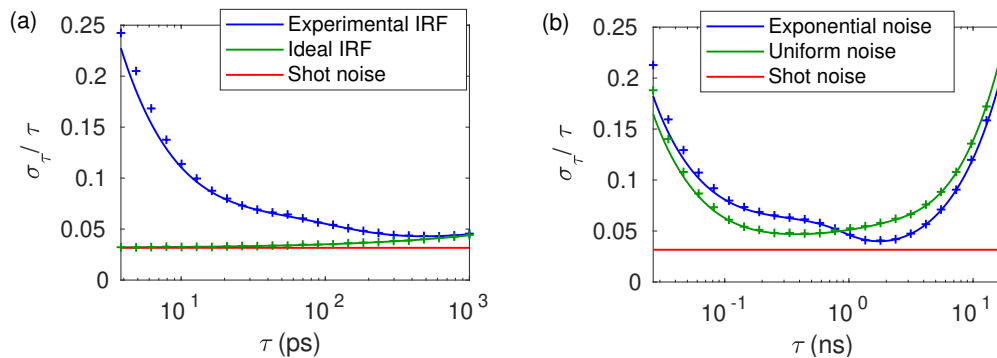 (a)
0.25
0.2
0.15
0.1
0.05
0
σ_τ / τ
Experimental IRF
Ideal IRF
Shot noise
10^1
10^2
10^3
τ (ps)
(b)
0.25
0.2
0.15
0.1
0.05
0
σ_τ / τ
Exponential noise
Uniform noise
Shot noise
10^-1
10^0
10^1
τ (ns)